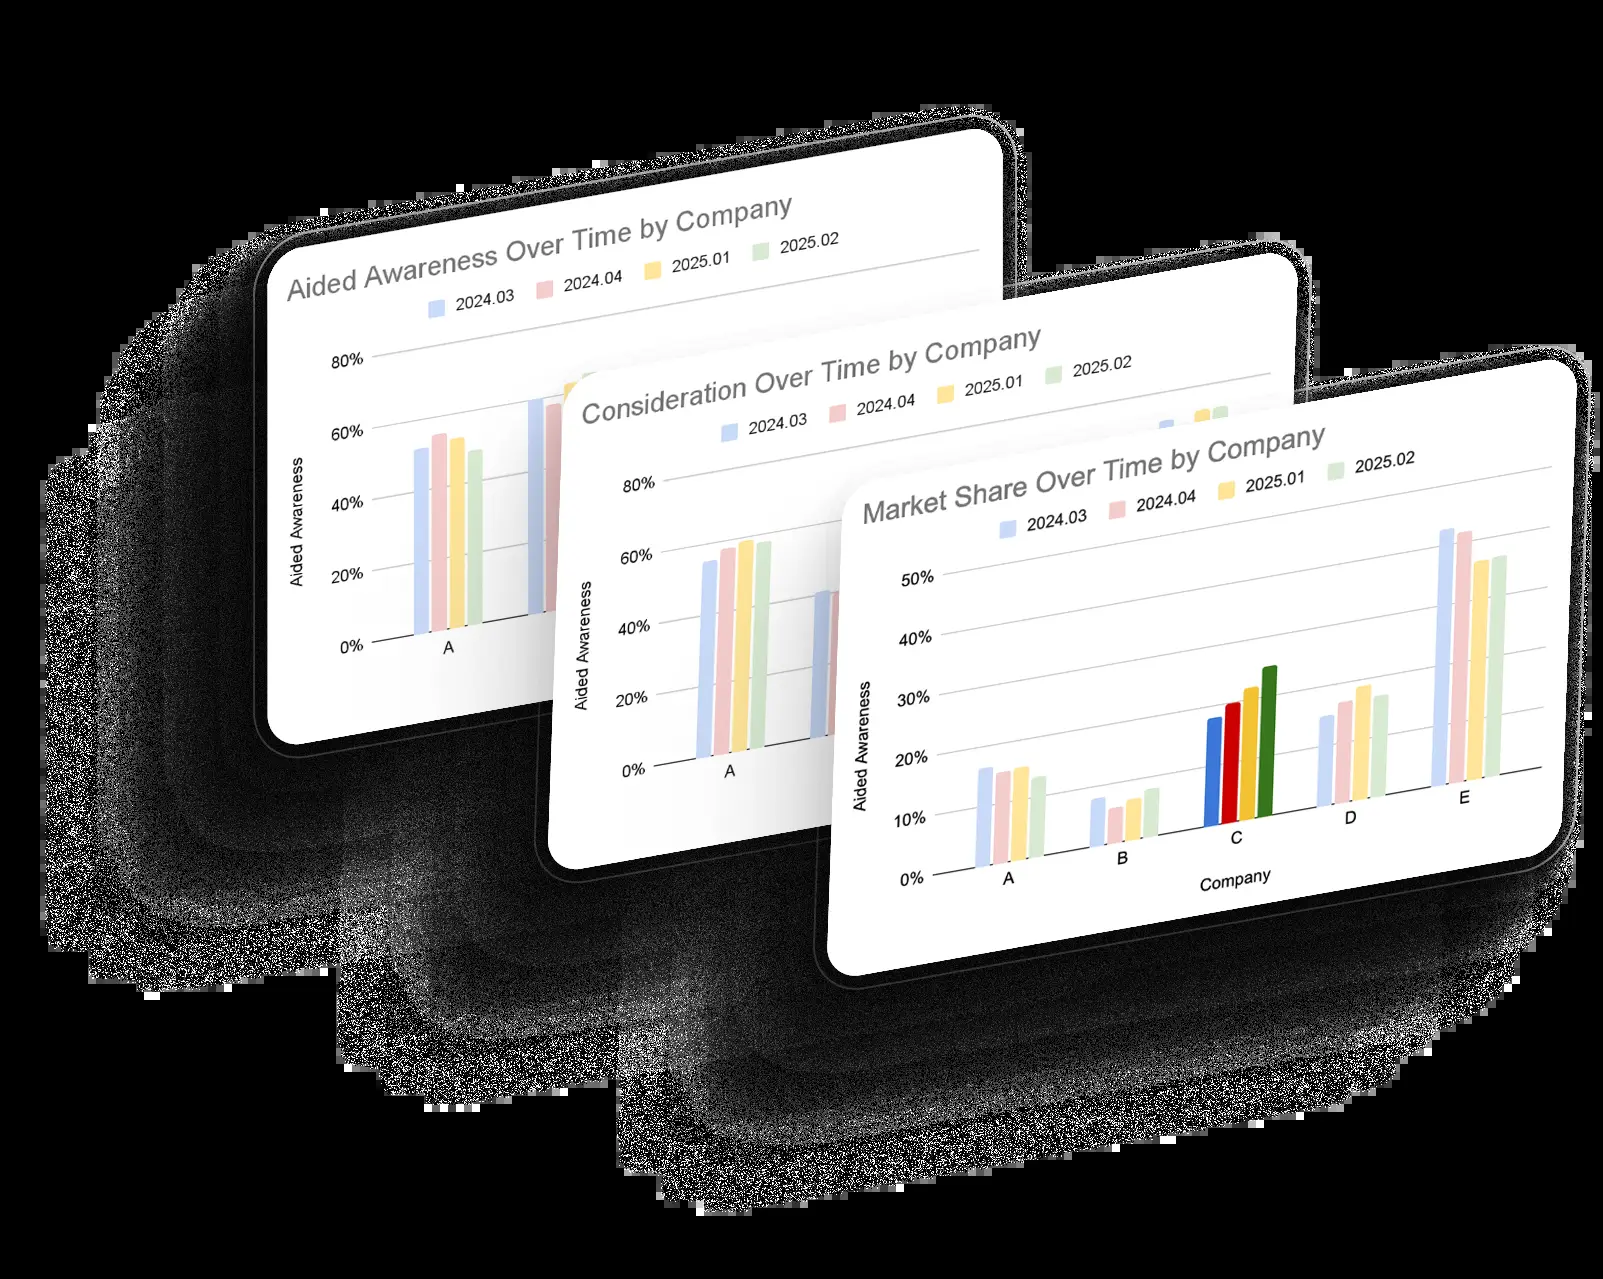 Aided Awareness Over Time by Company
2024.03 2024.04 2025.01 2025.02
Aided Awareness
80%
60%
40%
20%
0%
A
Consideration Over Time by Company
2024.03 2024.04 2025.01 2025.02
Aided Awareness
80%
60%
40%
20%
0%
A
Market Share Over Time by Company
2024.03 2024.04 2025.01 2025.02
Aided Awareness
50%
40%
30%
20%
10%
0%
A B C D E
Company